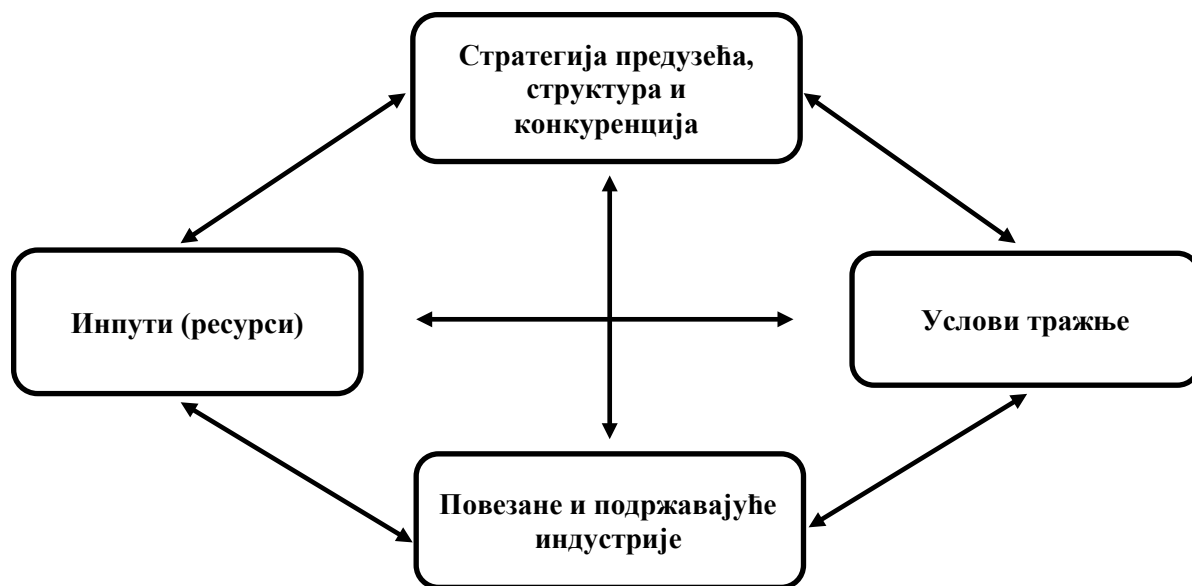 Стратегија предузећа,
структура и
конкуренција
Инпути (ресурси)
Услови тражње
Повезане и подржавајуће
индустрије